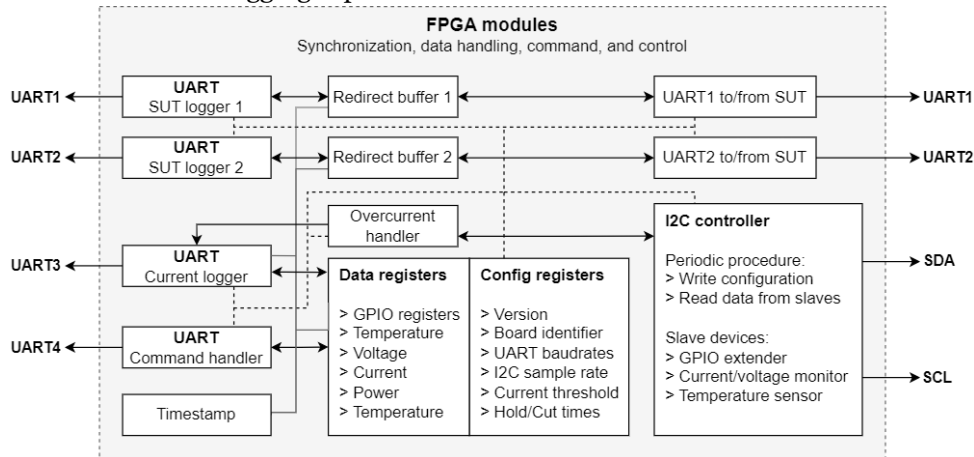 FPGA modules
Synchronization, data handling, command, and control
UART1
UART
SUT logger 1
Redirect buffer 1
UART1 to/from SUT
UART1
UART2
UART
SUT logger 2
Redirect buffer 2
UART2 to/from SUT
UART2
Overcurrent
handler
UART3
UART
Current logger
UART4
UART
Command handler
Timestamp
Data registers
> GPIO registers
> Temperature
> Voltage
> Current
> Power
> Temperature
Config registers
> Version
> Board identifier
> UART baudrates
> I2C sample rate
> Current threshold
> Hold/Cut times
I2C controller
Periodic procedure:
> Write configuration
> Read data from slaves
Slave devices:
> GPIO extender
> Current/voltage monitor
> Temperature sensor
SDA
SCL